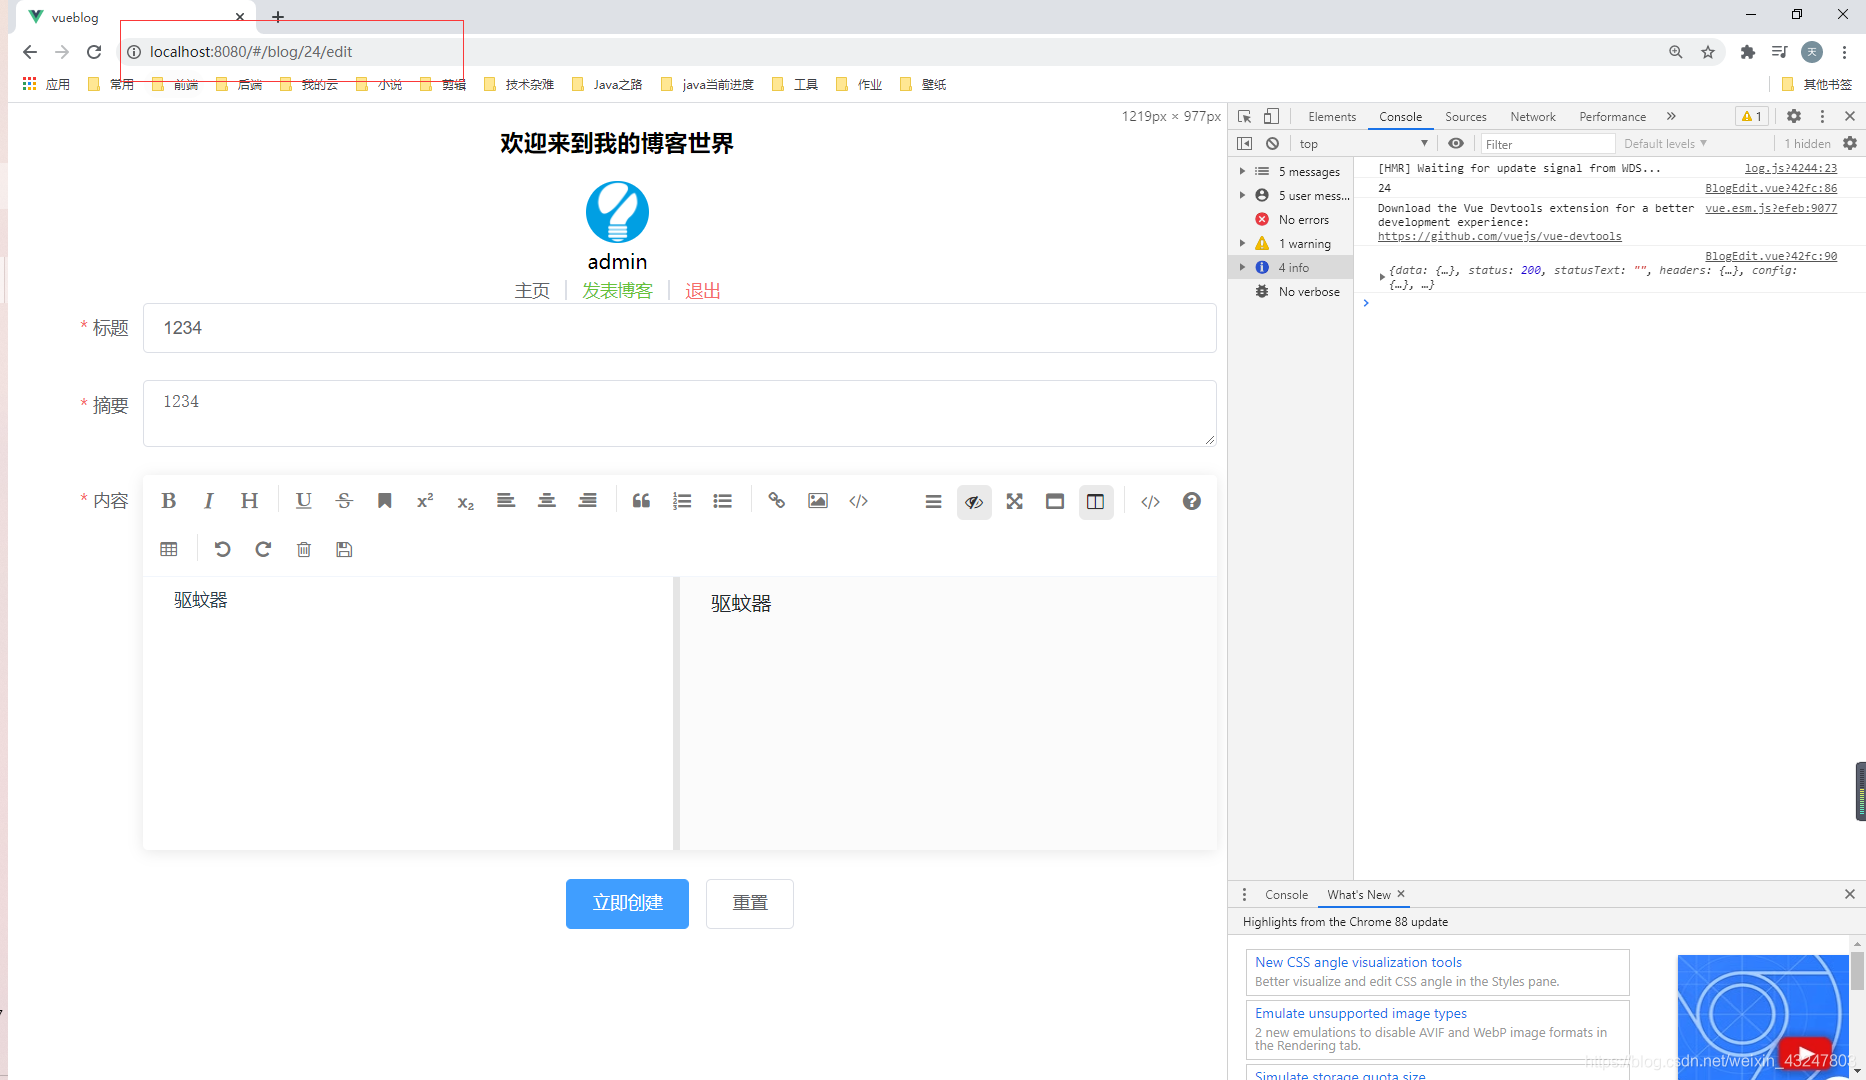 vueblog
localhost:8080/#/blog/24/edit
应用 常用 前端 后端 我的云 小说 剪辑 技术杂难 Java之路 java当前进度 工具 作业 壁纸 其他书签
天
1219px × 977px
欢迎来到我的博客世界
admin
主页 发表博客 退出
* 标题 1234
* 摘要 1234
* 内容
驱蚊器
驱蚊器
立即创建 重置
Elements Console Sources Network Performance 1
top Filter Default levels 1 hidden
5 messages
5 user mess...
No errors
1 warning
4 info
No verbose
[HMR] Waiting for update signal from WDS... log.js?4244:23
24 BlogEdit.vue?42fc:86
Download the Vue Devtools extension for a better vue.esm.js?efeb:9077
development experience:
https://github.com/vuejs/vue-devtools
BlogEdit.vue?42fc:90
{data: {…}, status: 200, statusText: "", headers: {…}, config:
{…}, …}
Console What's New
Highlights from the Chrome 88 update
New CSS angle visualization tools
Better visualize and edit CSS angle in the Styles pane.
Emulate unsupported image types
2 new emulations to disable AVIF and WebP image formats in
the Rendering tab.
Simulate storage quota size
https://blog.csdn.net/weixin_43247803